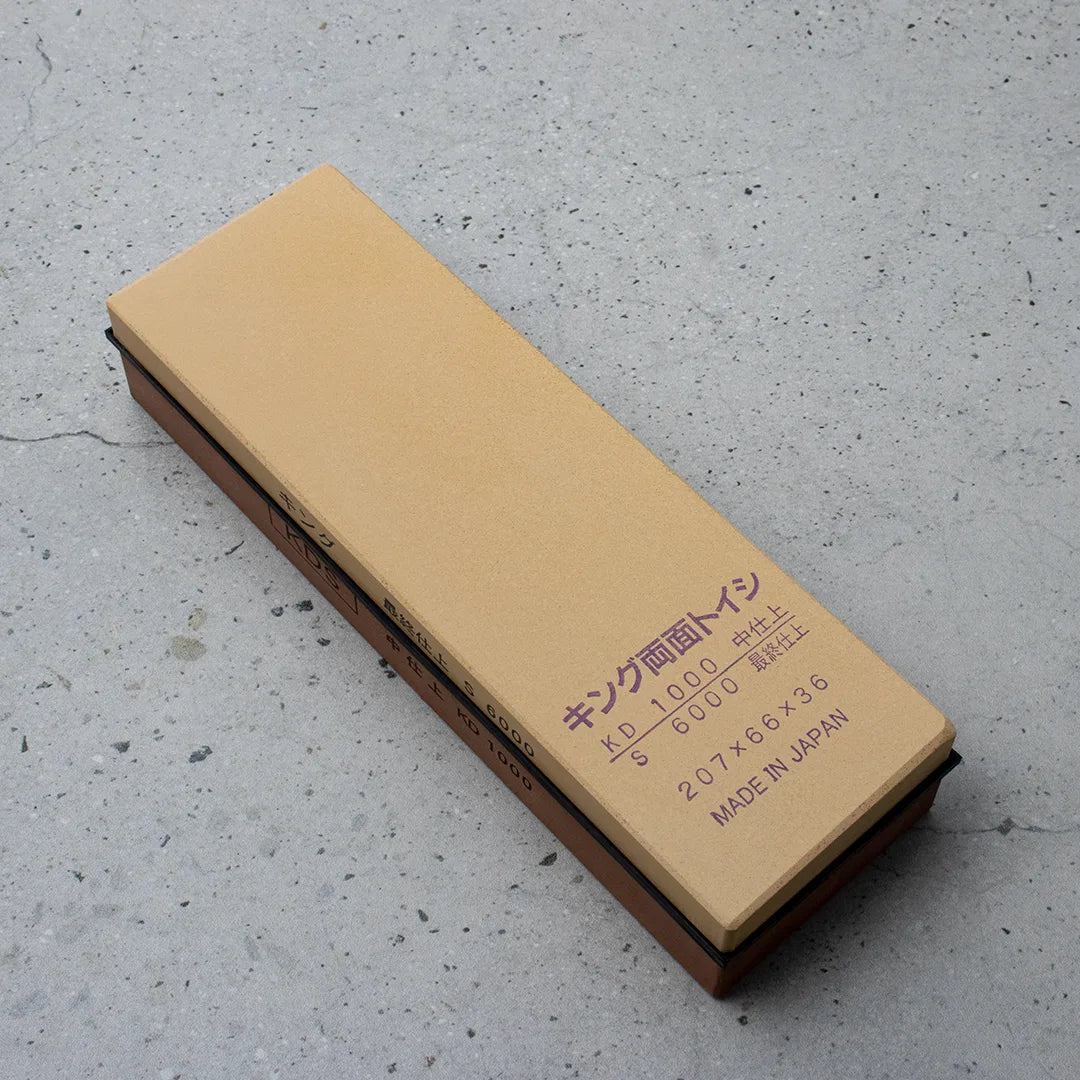 キング両面トイシ
KD 1000 中仕上
S 6000 最終仕上
207×66×36
MADE IN JAPAN
キング
KDS
最終仕上 S 6000
中仕上 KD 1000